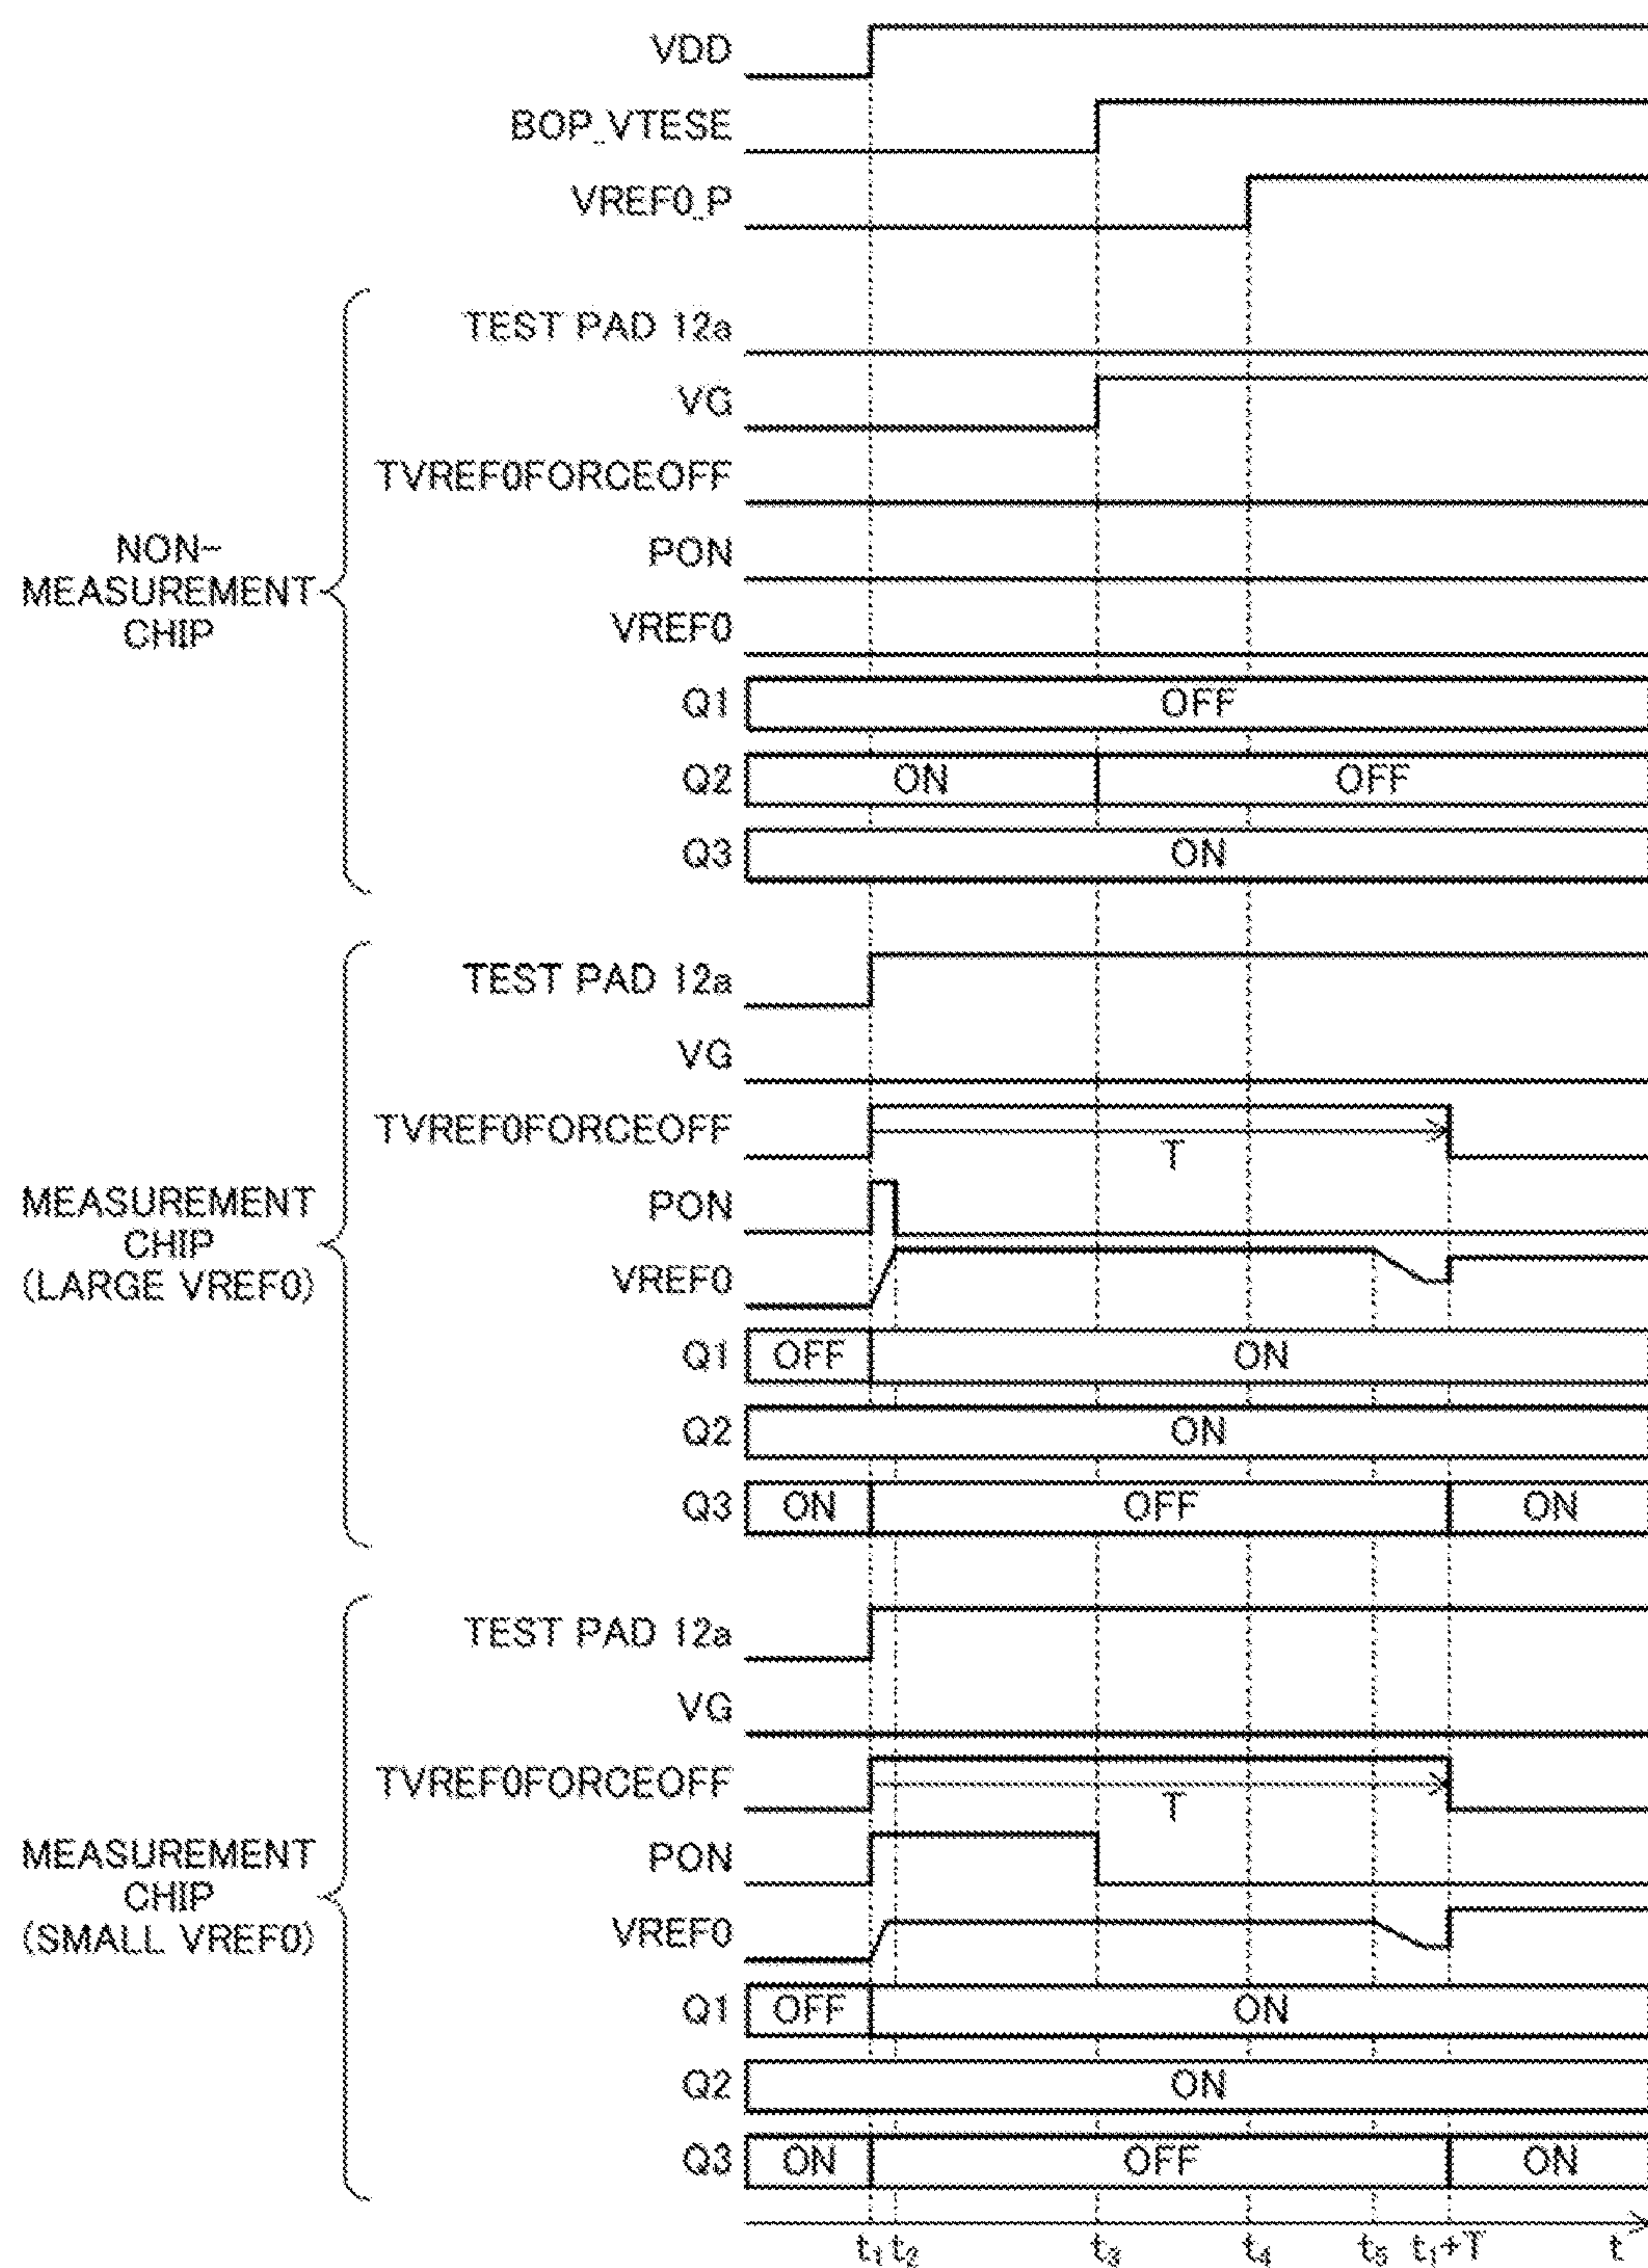 VDD
BOP_VTESE
VREF0_P
NON-
MEASUREMENT
CHIP
TEST PAD 12a
VG
TVREF0FORCEOFF
PON
VREF0
Q1 OFF
Q2 ON OFF
Q3 ON
MEASUREMENT
CHIP
(LARGE VREF0)
TEST PAD 12a
VG
TVREF0FORCEOFF
T
PON
VREF0
Q1 OFF ON
Q2 ON
Q3 ON OFF ON
MEASUREMENT
CHIP
(SMALL VREF0)
TEST PAD 12a
VG
TVREF0FORCEOFF
T
PON
VREF0
Q1 OFF ON
Q2 ON
Q3 ON OFF ON
t1 t2 t3 t4 t5 t1+T t